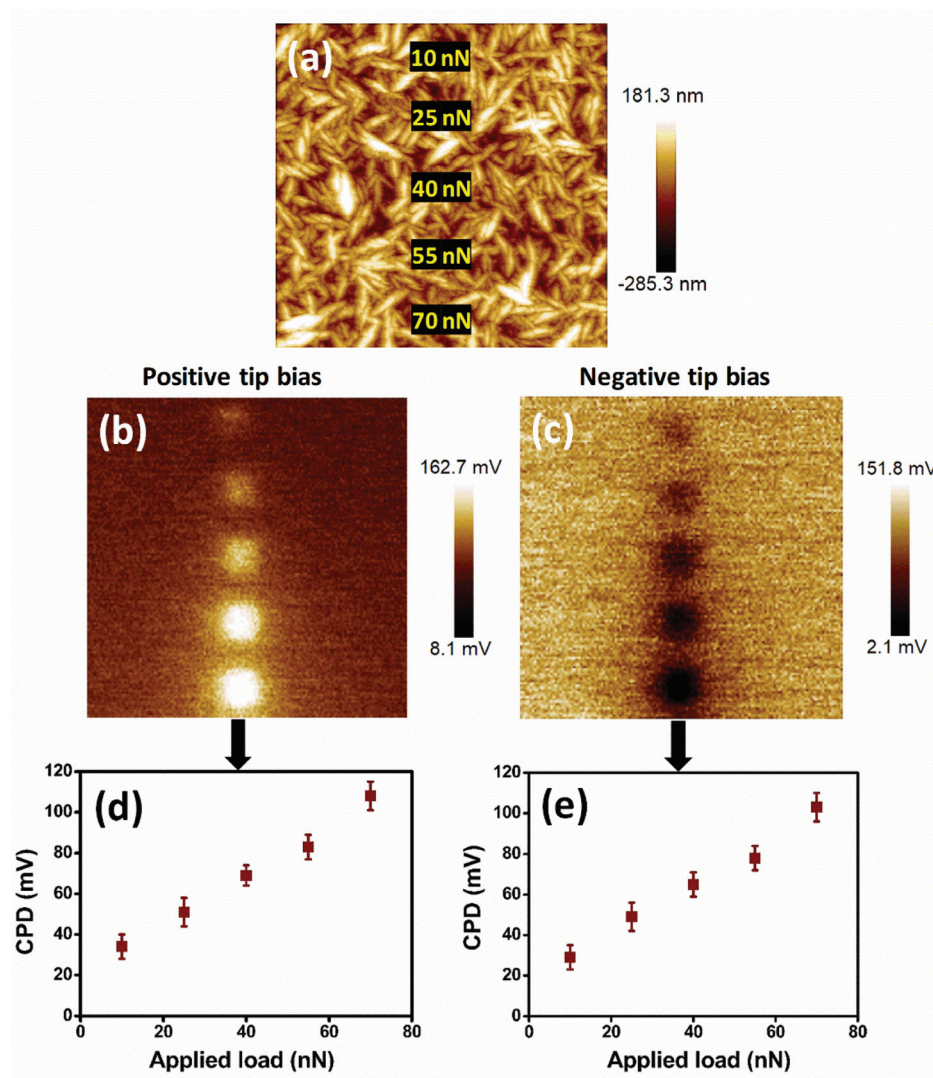 (a)
10 nN
25 nN
40 nN
55 nN
70 nN
181.3 nm
-285.3 nm
Positive tip bias
Negative tip bias
(b)
162.7 mV
8.1 mV
(c)
151.8 mV
2.1 mV
(d)
120
100
80
60
40
20
0
0 20 40 60 80
CPD (mV)
Applied load (nN)
(e)
120
100
80
60
40
20
0
0 20 40 60 80
CPD (mV)
Applied load (nN)